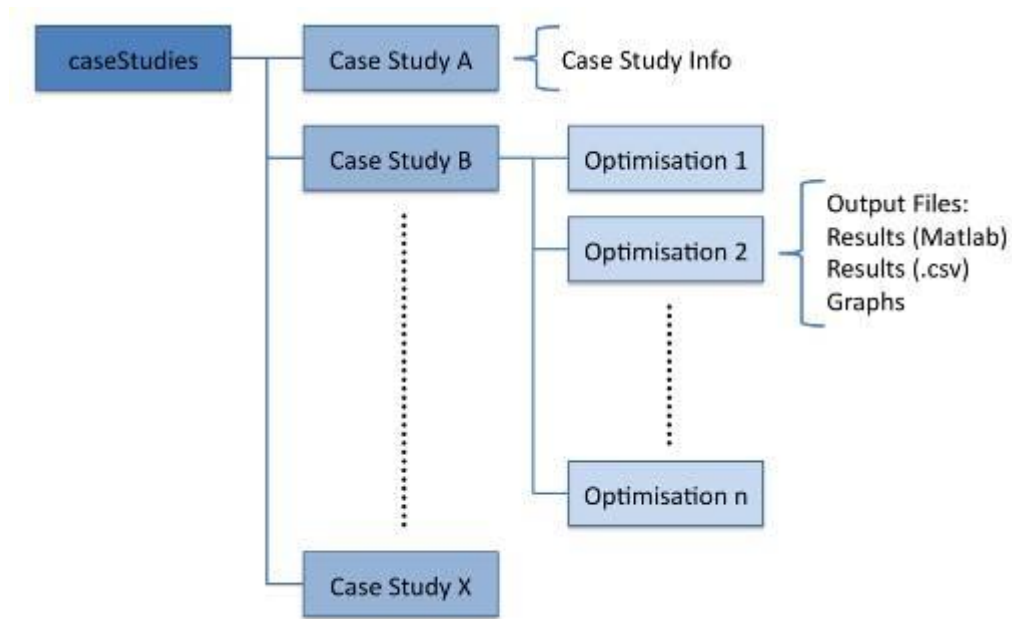 caseStudies
Case Study A
Case Study Info
Case Study B
Optimisation 1
Optimisation 2
Output Files:
Results (Matlab)
Results (.csv)
Graphs
Optimisation n
Case Study X